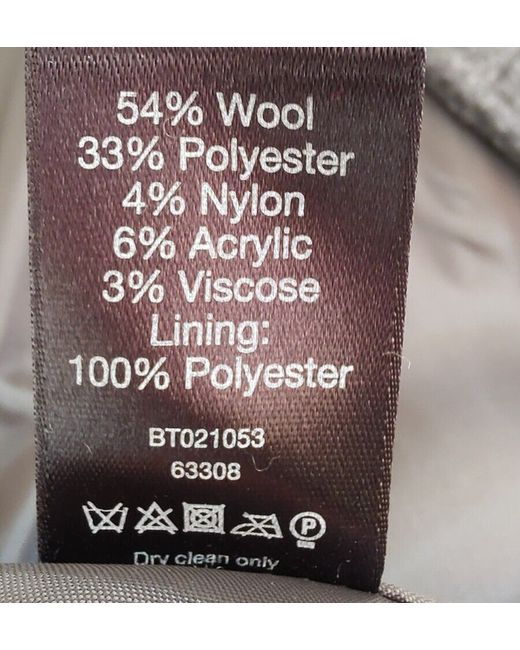 54% Wool
33% Polyester
4% Nylon
6% Acrylic
3% Viscose
Lining:
100% Polyester
BT021053
63308
P
Dry clean only